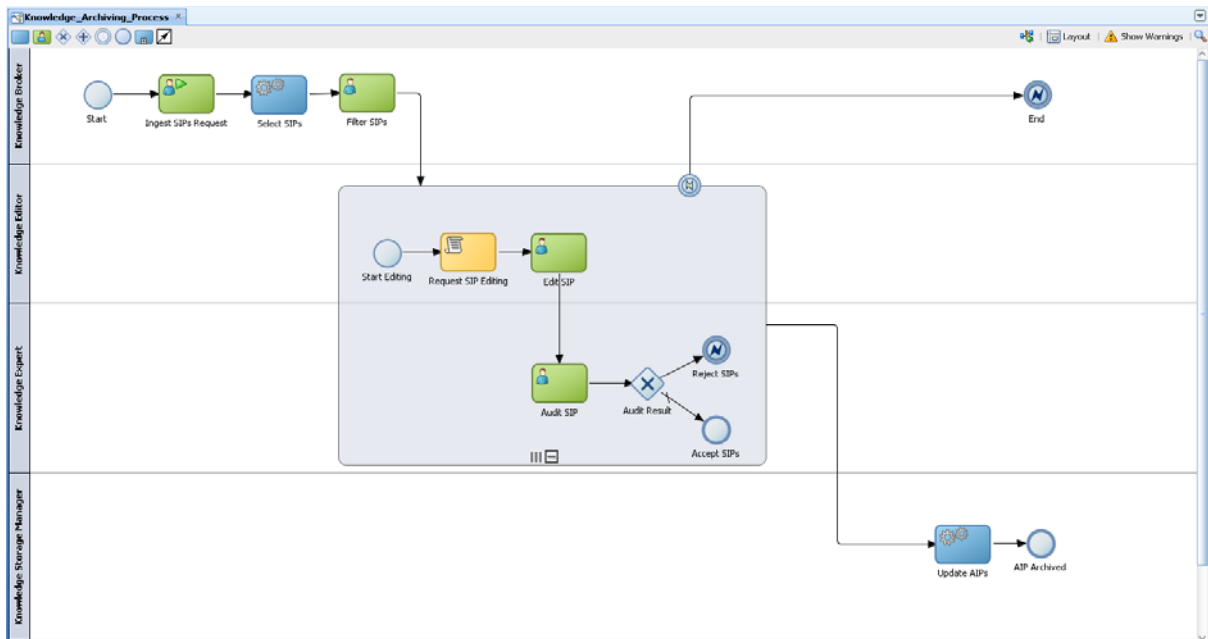 Knowledge_Archiving_Process
Layout
Show Warnings
Knowledge Broker
Start
Ingest SIPs Request
Select SIPs
Filter SIPs
End
Knowledge Editor
Start Editing
Request SIP Editing
Edit SIP
Knowledge Expert
Audit SIP
Audit Result
Reject SIPs
Accept SIPs
Knowledge Storage Manager
Update AIPs
AIP Archived